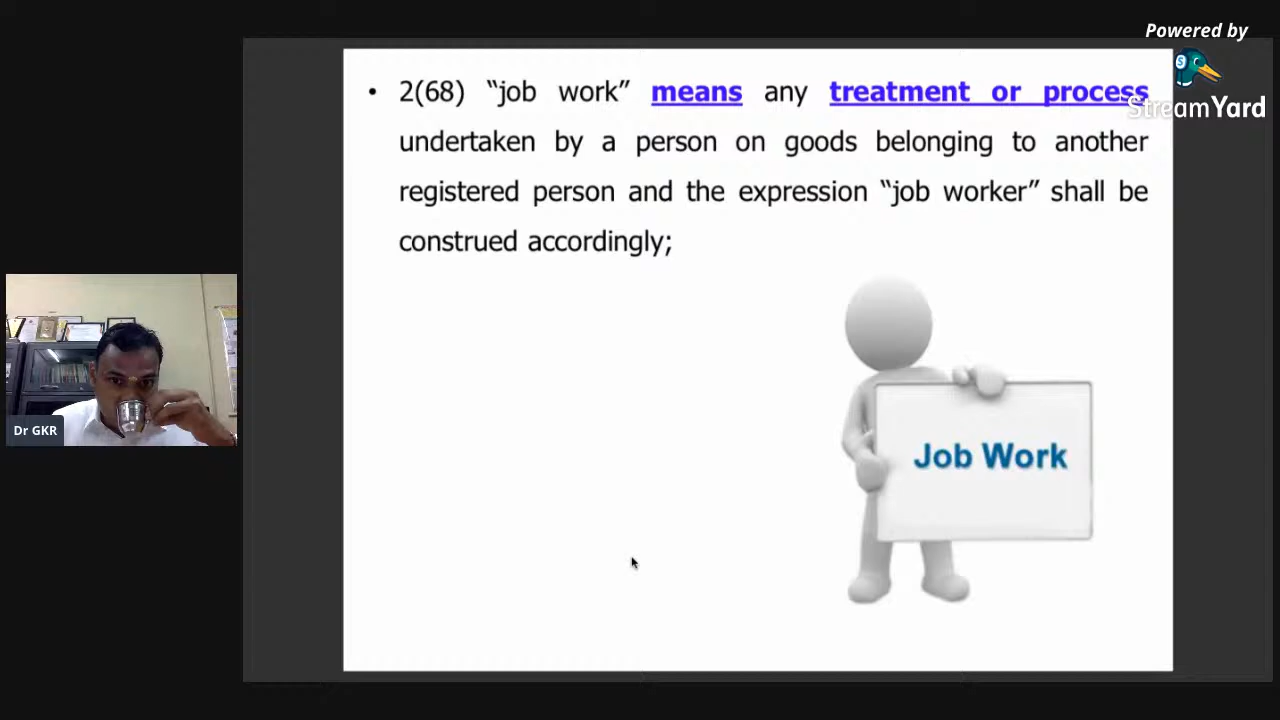 Powered by
StreamYard
• 2(68) “job work” means any treatment or process
undertaken by a person on goods belonging to another
registered person and the expression “job worker” shall be
construed accordingly;
Job Work
Dr GKR